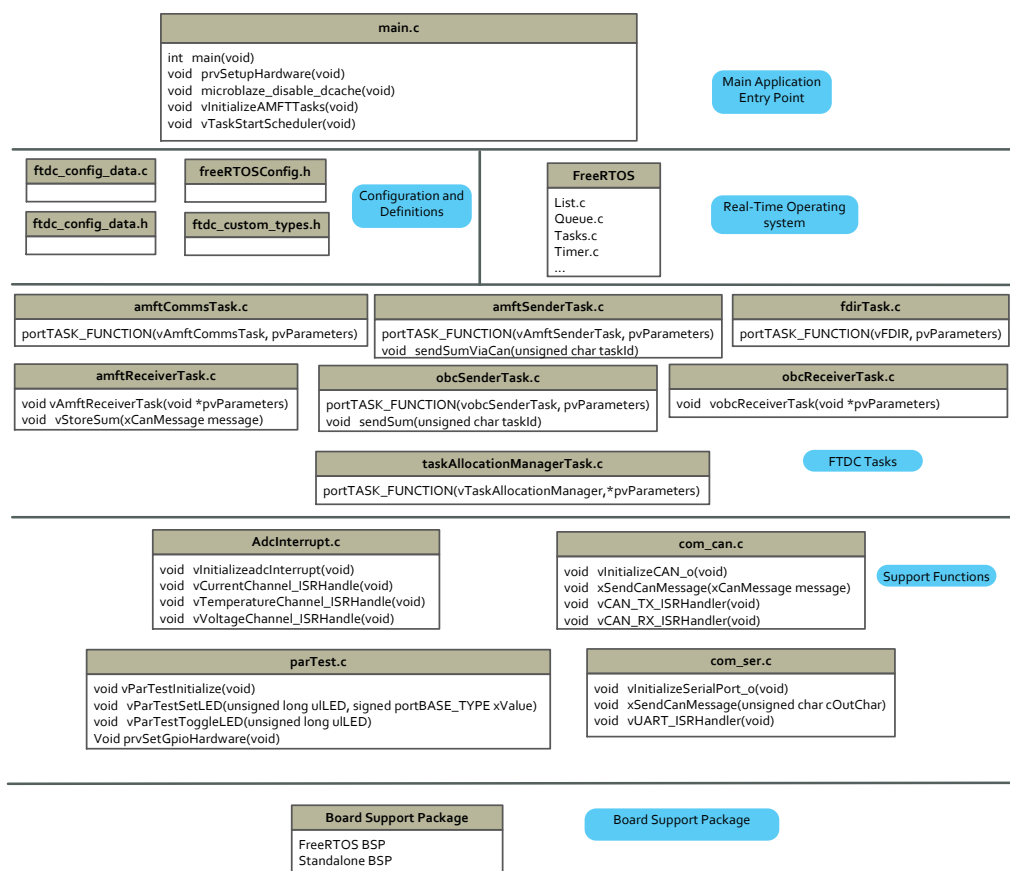 main.c
int main(void)
void prvSetupHardware(void)
void microblaze_disable_dcache(void)
void vInitializeAMFTTasks(void)
void vTaskStartScheduler(void)
Main Application
Entry Point
ftdc_config_data.c
freeRTOSConfig.h
ftdc_config_data.h
ftdc_custom_types.h
Configuration and
Definitions
FreeRTOS
List.c
Queue.c
Tasks.c
Timer.c
...
Real-Time Operating
system
amftCommsTask.c
portTASK_FUNCTION(vAmftCommsTask, pvParameters)
amftSenderTask.c
portTASK_FUNCTION(vAmftSenderTask, pvParameters)
void sendSumViaCan(unsigned char taskId)
fdirTask.c
portTASK_FUNCTION(vFDIR, pvParameters)
amftReceiverTask.c
void vAmftReceiverTask(void *pvParameters)
void vStoreSum(xCanMessage message)
obcSenderTask.c
portTASK_FUNCTION(vobcSenderTask, pvParameters)
void sendSum(unsigned char taskId)
obcReceiverTask.c
void vobcReceiverTask(void *pvParameters)
taskAllocationManagerTask.c
portTASK_FUNCTION(vTaskAllocationManager,*pvParameters)
FTDC Tasks
AdcInterrupt.c
void vInitializeadcInterrupt(void)
void vCurrentChannel_ISRHandle(void)
void vTemperatureChannel_ISRHandle(void)
void vVoltageChannel_ISRHandle(void)
com_can.c
void vInitializeCAN_o(void)
void xSendCanMessage(xCanMessage message)
void vCAN_TX_ISRHandler(void)
void vCAN_RX_ISRHandler(void)
Support Functions
parTest.c
void vParTestInitialize(void)
void vParTestSetLED(unsigned long ulLED, signed portBASE_TYPE xValue)
void vParTestToggleLED(unsigned long ulLED)
Void prvSetGpioHardware(void)
com_ser.c
void vInitializeSerialPort_o(void)
void xSendCanMessage(unsigned char cOutChar)
void vUART_ISRHandler(void)
Board Support Package
FreeRTOS BSP
Standalone BSP
Board Support Package